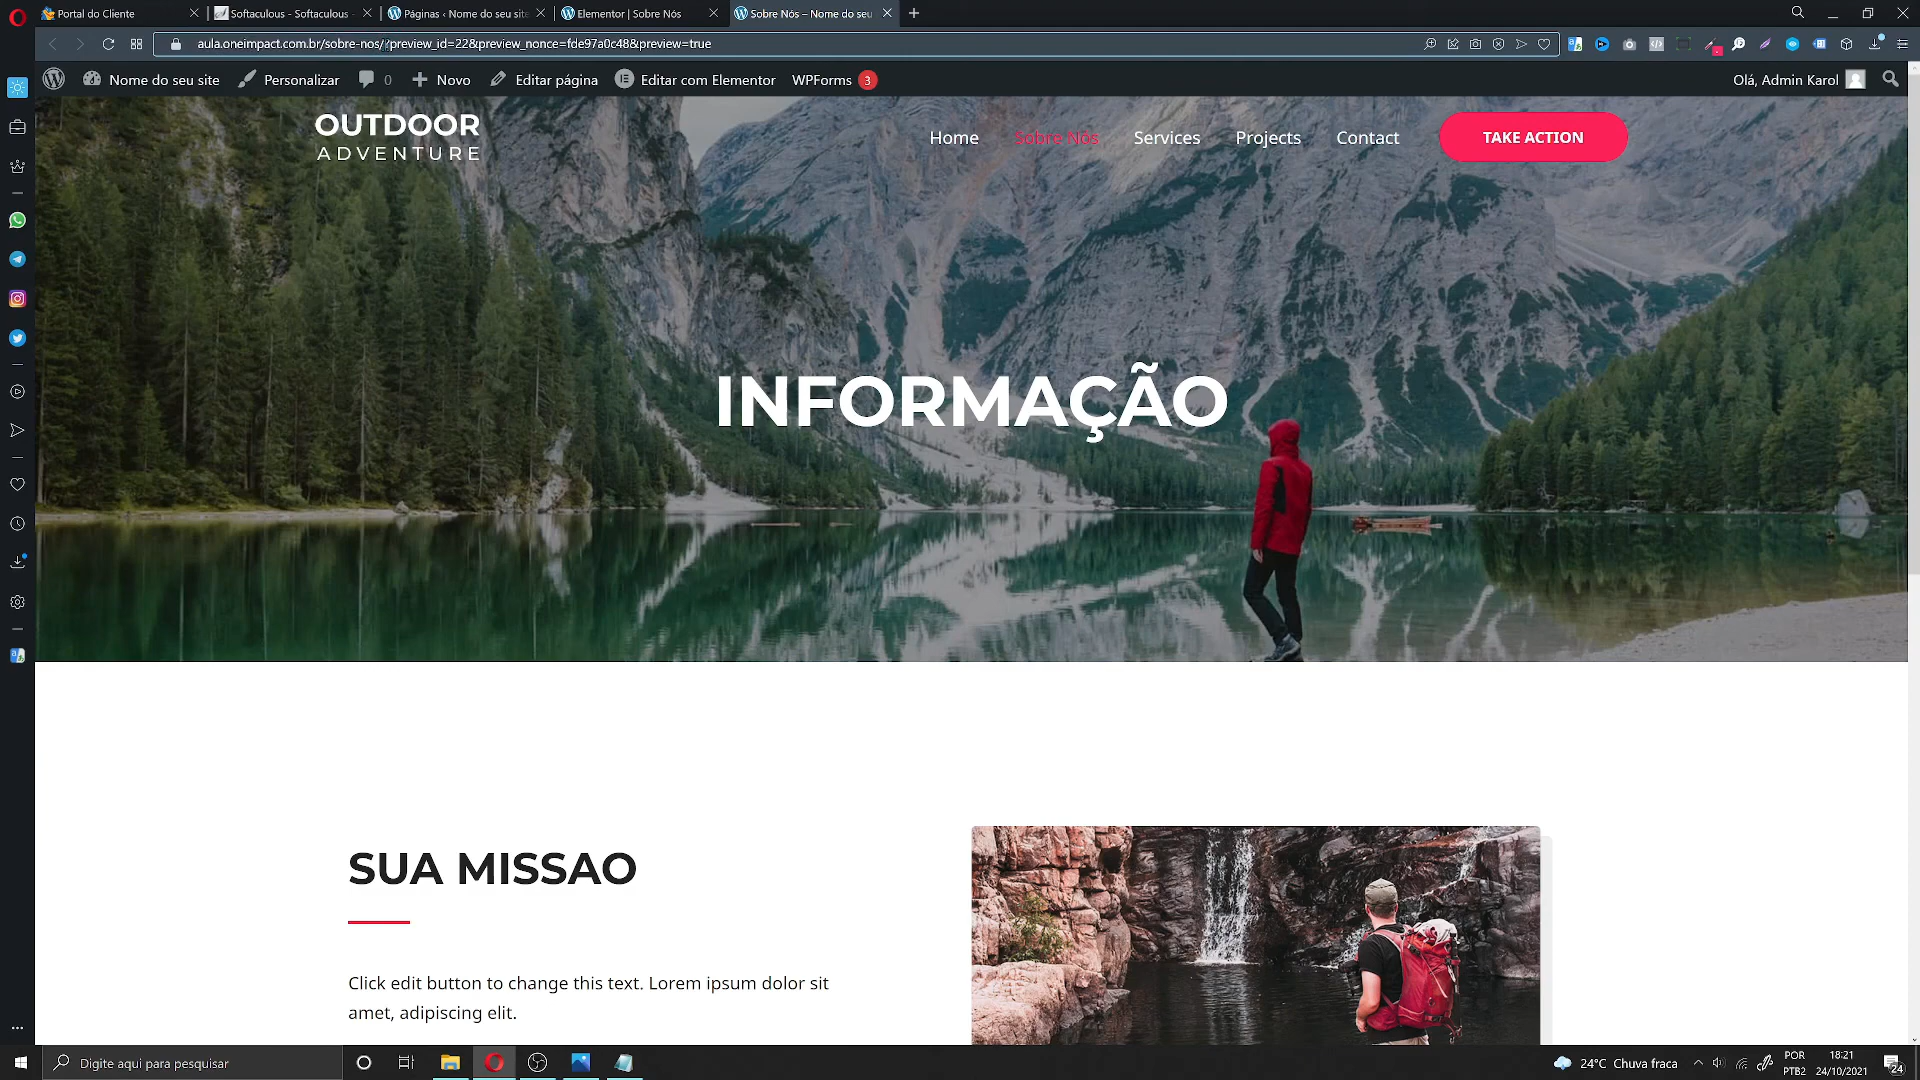 Portal do Cliente
Softaculous - Softaculous -
Páginas ‹ Nome do seu site
Elementor | Sobre Nós
Sobre Nós – Nome do seu
aula.oneimpact.com.br/sobre-nos/?preview_id=22&preview_nonce=fde97a0c48&preview=true
Nome do seu site
Personalizar
0
Novo
Editar página
Editar com Elementor
WPForms 3
Olá, Admin Karol
OUTDOOR
ADVENTURE
Home
Sobre Nós
Services
Projects
Contact
TAKE ACTION
INFORMAÇÃO
SUA MISSAO
Click edit button to change this text. Lorem ipsum dolor sit
amet, adipiscing elit.
Digite aqui para pesquisar
24°C Chuva fraca
POR
PTB2
18:21
24/10/2021
24